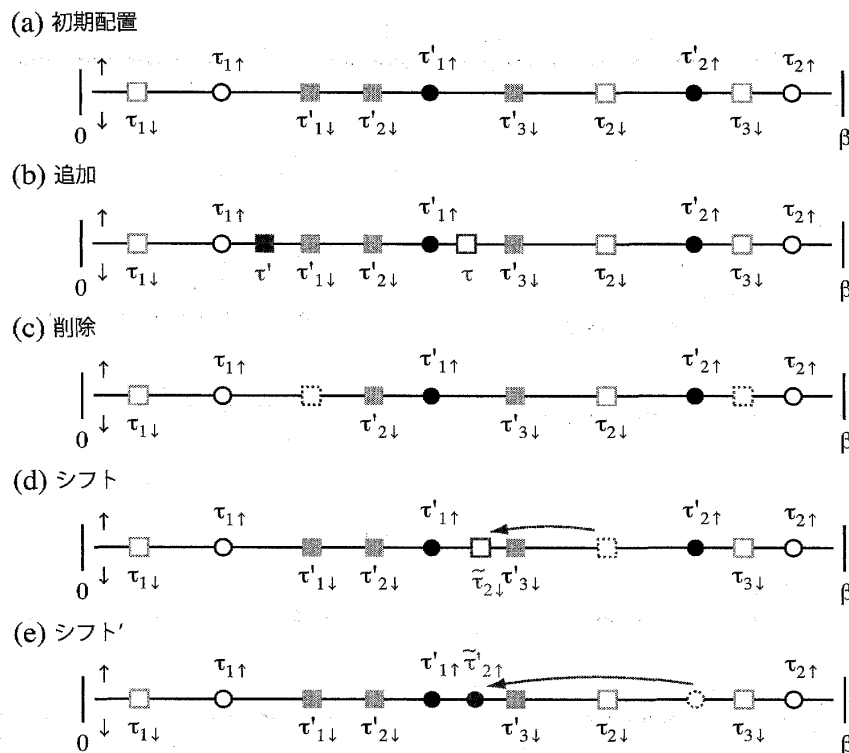 (a) 初期配置
↑ τ1↑ τ'1↑ τ'2↑ τ2↑
0 ↓ τ1↓ τ'1↓ τ'2↓ τ'3↓ τ2↓ τ3↓ β
(b) 追加
↑ τ1↑ τ'1↑ τ'2↑ τ2↑
0 ↓ τ1↓ τ' τ'1↓ τ'2↓ τ τ'3↓ τ2↓ τ3↓ β
(c) 削除
↑ τ1↑ τ'1↑ τ'2↑ τ2↑
0 ↓ τ1↓ τ'2↓ τ'3↓ τ2↓ β
(d) シフト
↑ τ1↑ τ'1↑ τ'2↑ τ2↑
0 ↓ τ1↓ τ'1↓ τ'2↓ τ̃2↓ τ'3↓ τ3↓ β
(e) シフト'
↑ τ1↑ τ'1↑ τ̃'2↑ τ2↑
0 ↓ τ1↓ τ'1↓ τ'2↓ τ'3↓ τ2↓ τ3↓ β